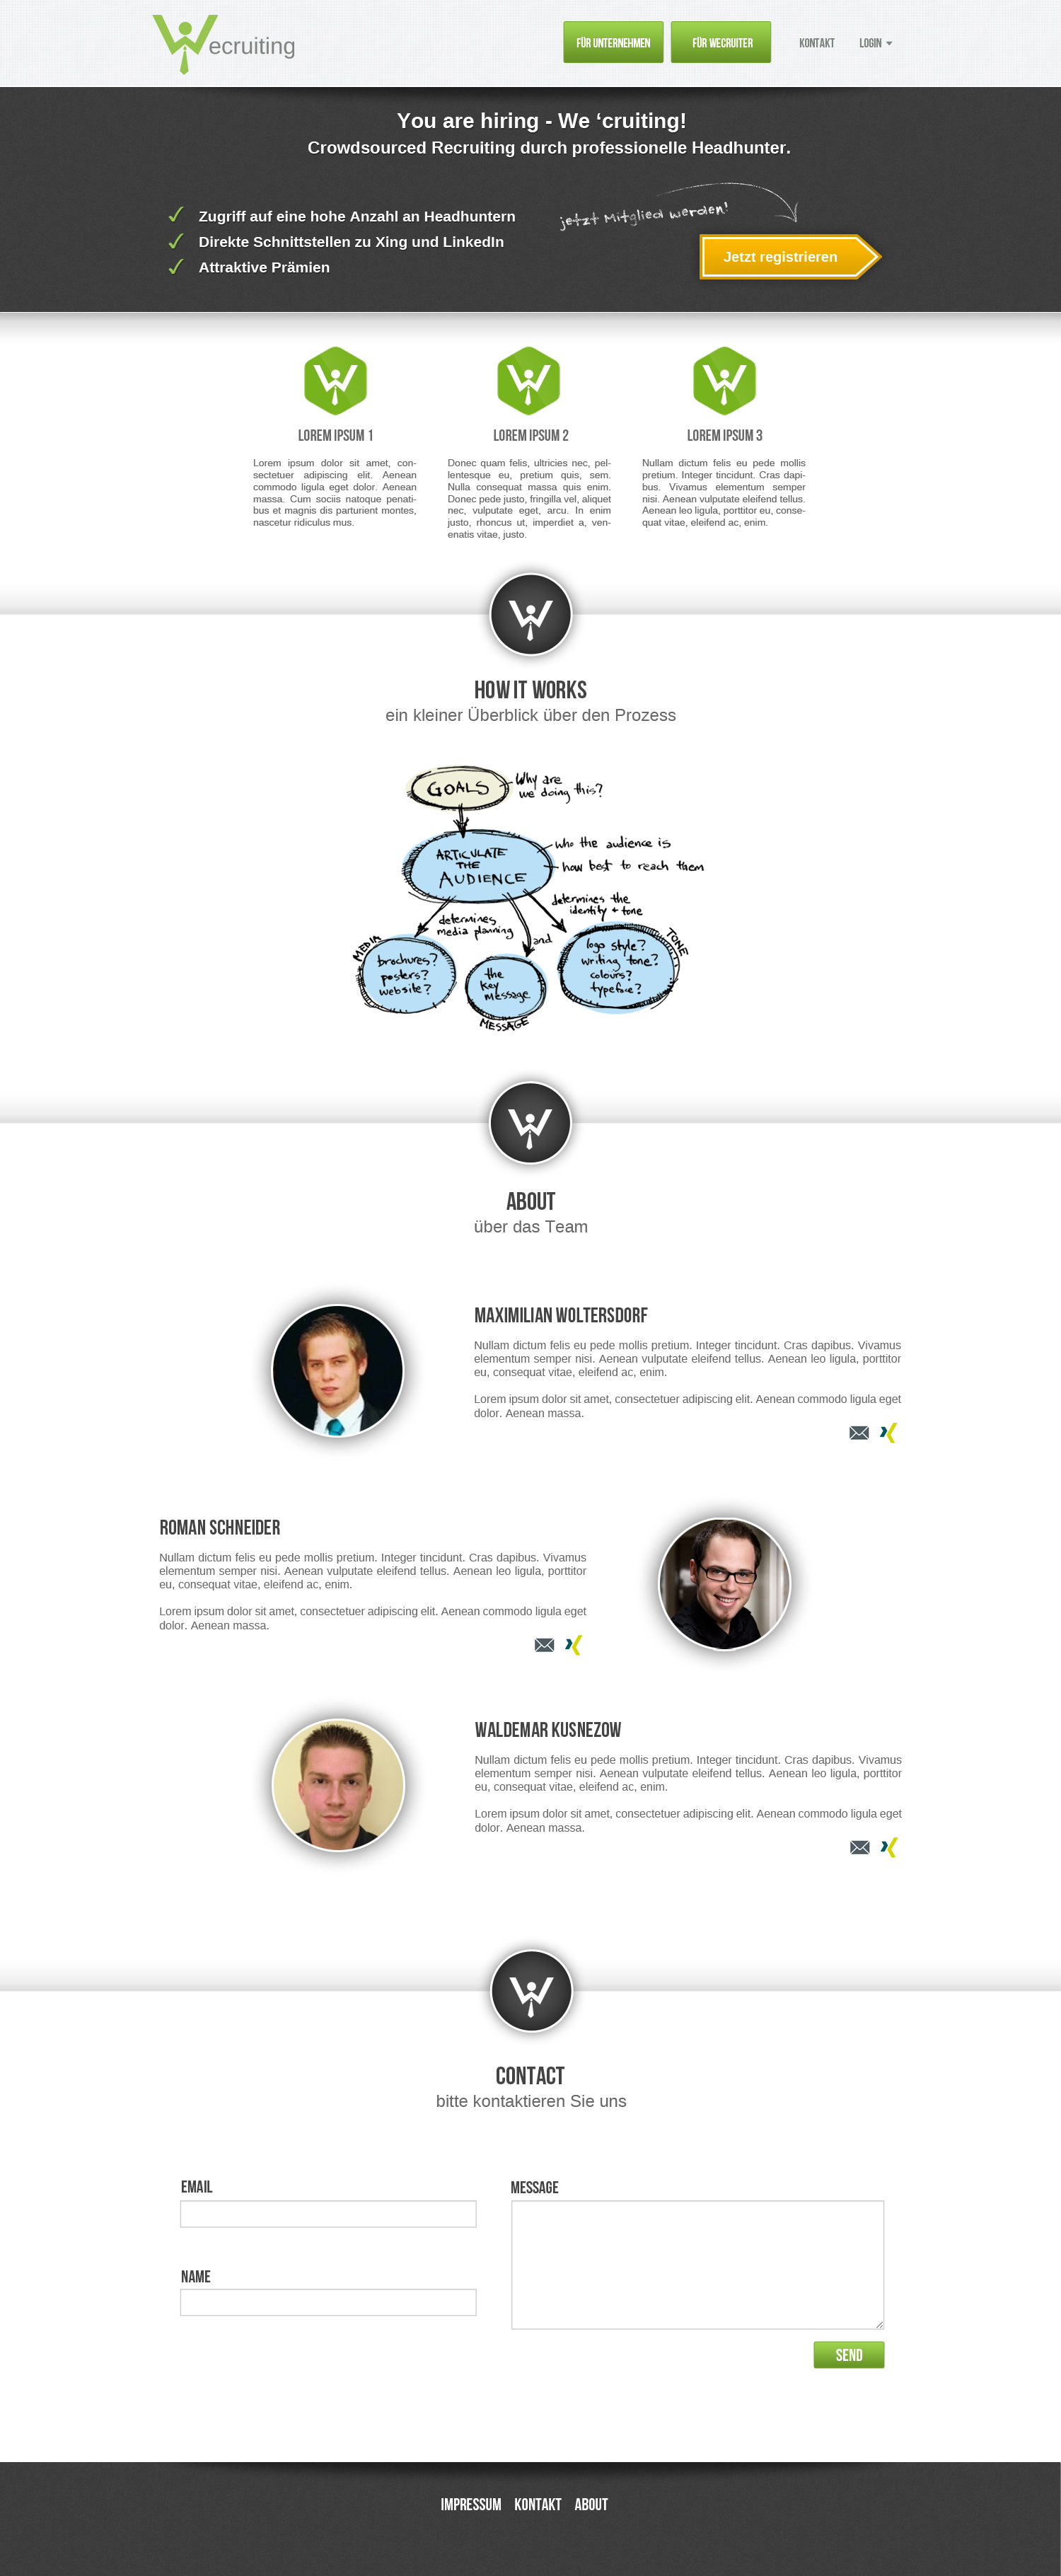 Wecruiting
FÜR UNTERNEHMEN
FÜR WECRUITER
KONTAKT
LOGIN
You are hiring - We ‘cruiting!
Crowdsourced Recruiting durch professionelle Headhunter.
Zugriff auf eine hohe Anzahl an Headhuntern
Direkte Schnittstellen zu Xing und LinkedIn
Attraktive Prämien
jetzt Mitglied werden!
Jetzt registrieren
LOREM IPSUM 1
Lorem ipsum dolor sit amet, con-
sectetuer adipiscing elit. Aenean
commodo ligula eget dolor. Aenean
massa. Cum sociis natoque penati-
bus et magnis dis parturient montes,
nascetur ridiculus mus.
LOREM IPSUM 2
Donec quam felis, ultricies nec, pel-
lentesque eu, pretium quis, sem.
Nulla consequat massa quis enim.
Donec pede justo, fringilla vel, aliquet
nec, vulputate eget, arcu. In enim
justo, rhoncus ut, imperdiet a, ven-
enatis vitae, justo.
LOREM IPSUM 3
Nullam dictum felis eu pede mollis
pretium. Integer tincidunt. Cras dapi-
bus. Vivamus elementum semper
nisi. Aenean vulputate eleifend tellus.
Aenean leo ligula, porttitor eu, conse-
quat vitae, eleifend ac, enim.
HOW IT WORKS
ein kleiner Überblick über den Prozess
GOALS
Why are
we doing this?
ARTICULATE
THE
AUDIENCE
who the audience is
how best to reach them
determines the
identity + tone
determines
media planning
and
MEDIA
brochures?
posters?
website?
the
key
message
MESSAGE
logo style?
writing tone?
colours?
typeface?
TONE
ABOUT
über das Team
MAXIMILIAN WOLTERSDORF
Nullam dictum felis eu pede mollis pretium. Integer tincidunt. Cras dapibus. Vivamus
elementum semper nisi. Aenean vulputate eleifend tellus. Aenean leo ligula, porttitor
eu, consequat vitae, eleifend ac, enim.
Lorem ipsum dolor sit amet, consectetuer adipiscing elit. Aenean commodo ligula eget
dolor. Aenean massa.
ROMAN SCHNEIDER
Nullam dictum felis eu pede mollis pretium. Integer tincidunt. Cras dapibus. Vivamus
elementum semper nisi. Aenean vulputate eleifend tellus. Aenean leo ligula, porttitor
eu, consequat vitae, eleifend ac, enim.
Lorem ipsum dolor sit amet, consectetuer adipiscing elit. Aenean commodo ligula eget
dolor. Aenean massa.
WALDEMAR KUSNEZOW
Nullam dictum felis eu pede mollis pretium. Integer tincidunt. Cras dapibus. Vivamus
elementum semper nisi. Aenean vulputate eleifend tellus. Aenean leo ligula, porttitor
eu, consequat vitae, eleifend ac, enim.
Lorem ipsum dolor sit amet, consectetuer adipiscing elit. Aenean commodo ligula eget
dolor. Aenean massa.
CONTACT
bitte kontaktieren Sie uns
EMAIL
NAME
MESSAGE
SEND
IMPRESSUM KONTAKT ABOUT